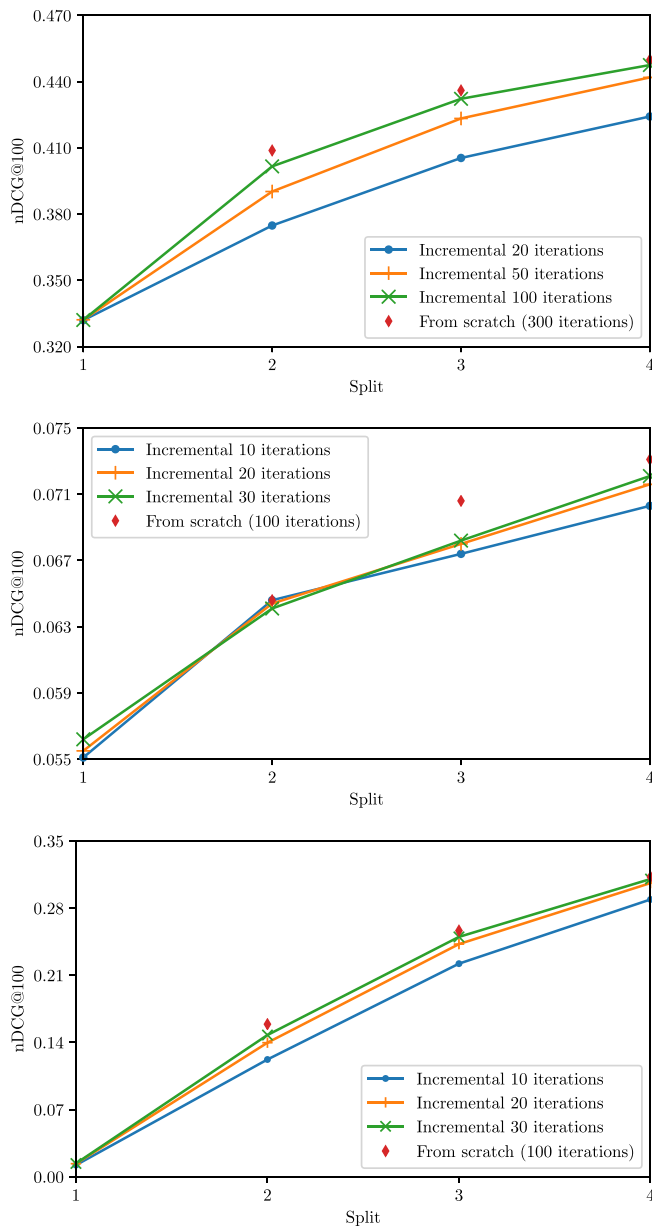 0.470
0.440
0.410
0.380
0.350
0.320
nDCG@100
Incremental 20 iterations
Incremental 50 iterations
Incremental 100 iterations
From scratch (300 iterations)
1
2
3
4
Split
0.075
0.071
0.067
0.063
0.059
0.055
nDCG@100
Incremental 10 iterations
Incremental 20 iterations
Incremental 30 iterations
From scratch (100 iterations)
1
2
3
4
Split
0.35
0.28
0.21
0.14
0.07
0.00
nDCG@100
Incremental 10 iterations
Incremental 20 iterations
Incremental 30 iterations
From scratch (100 iterations)
1
2
3
4
Split